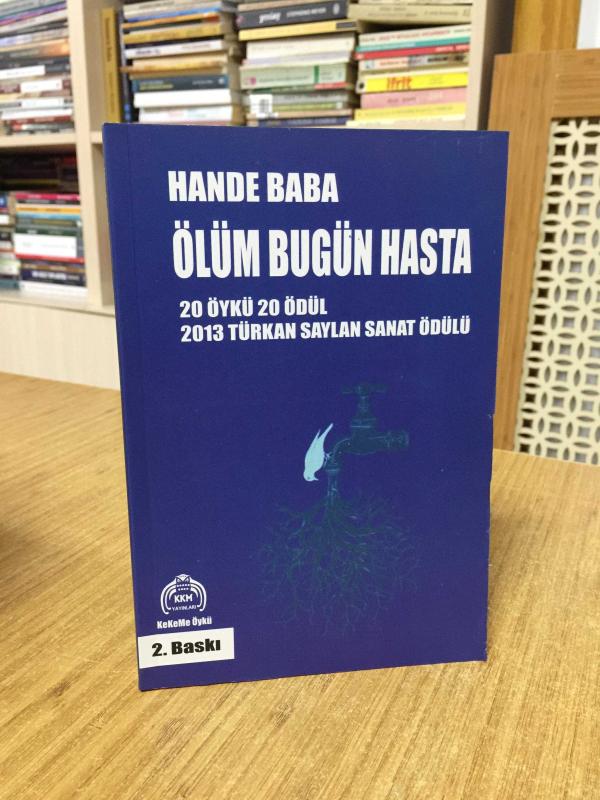 HANDE BABA
ÖLÜM BUGÜN HASTA
20 ÖYKÜ 20 ÖDÜL
2013 TÜRKAN SAYLAN SANAT ÖDÜLÜ
KKM
YAYINLARI
KeKeMe Öykü
2. Baskı
ifrit